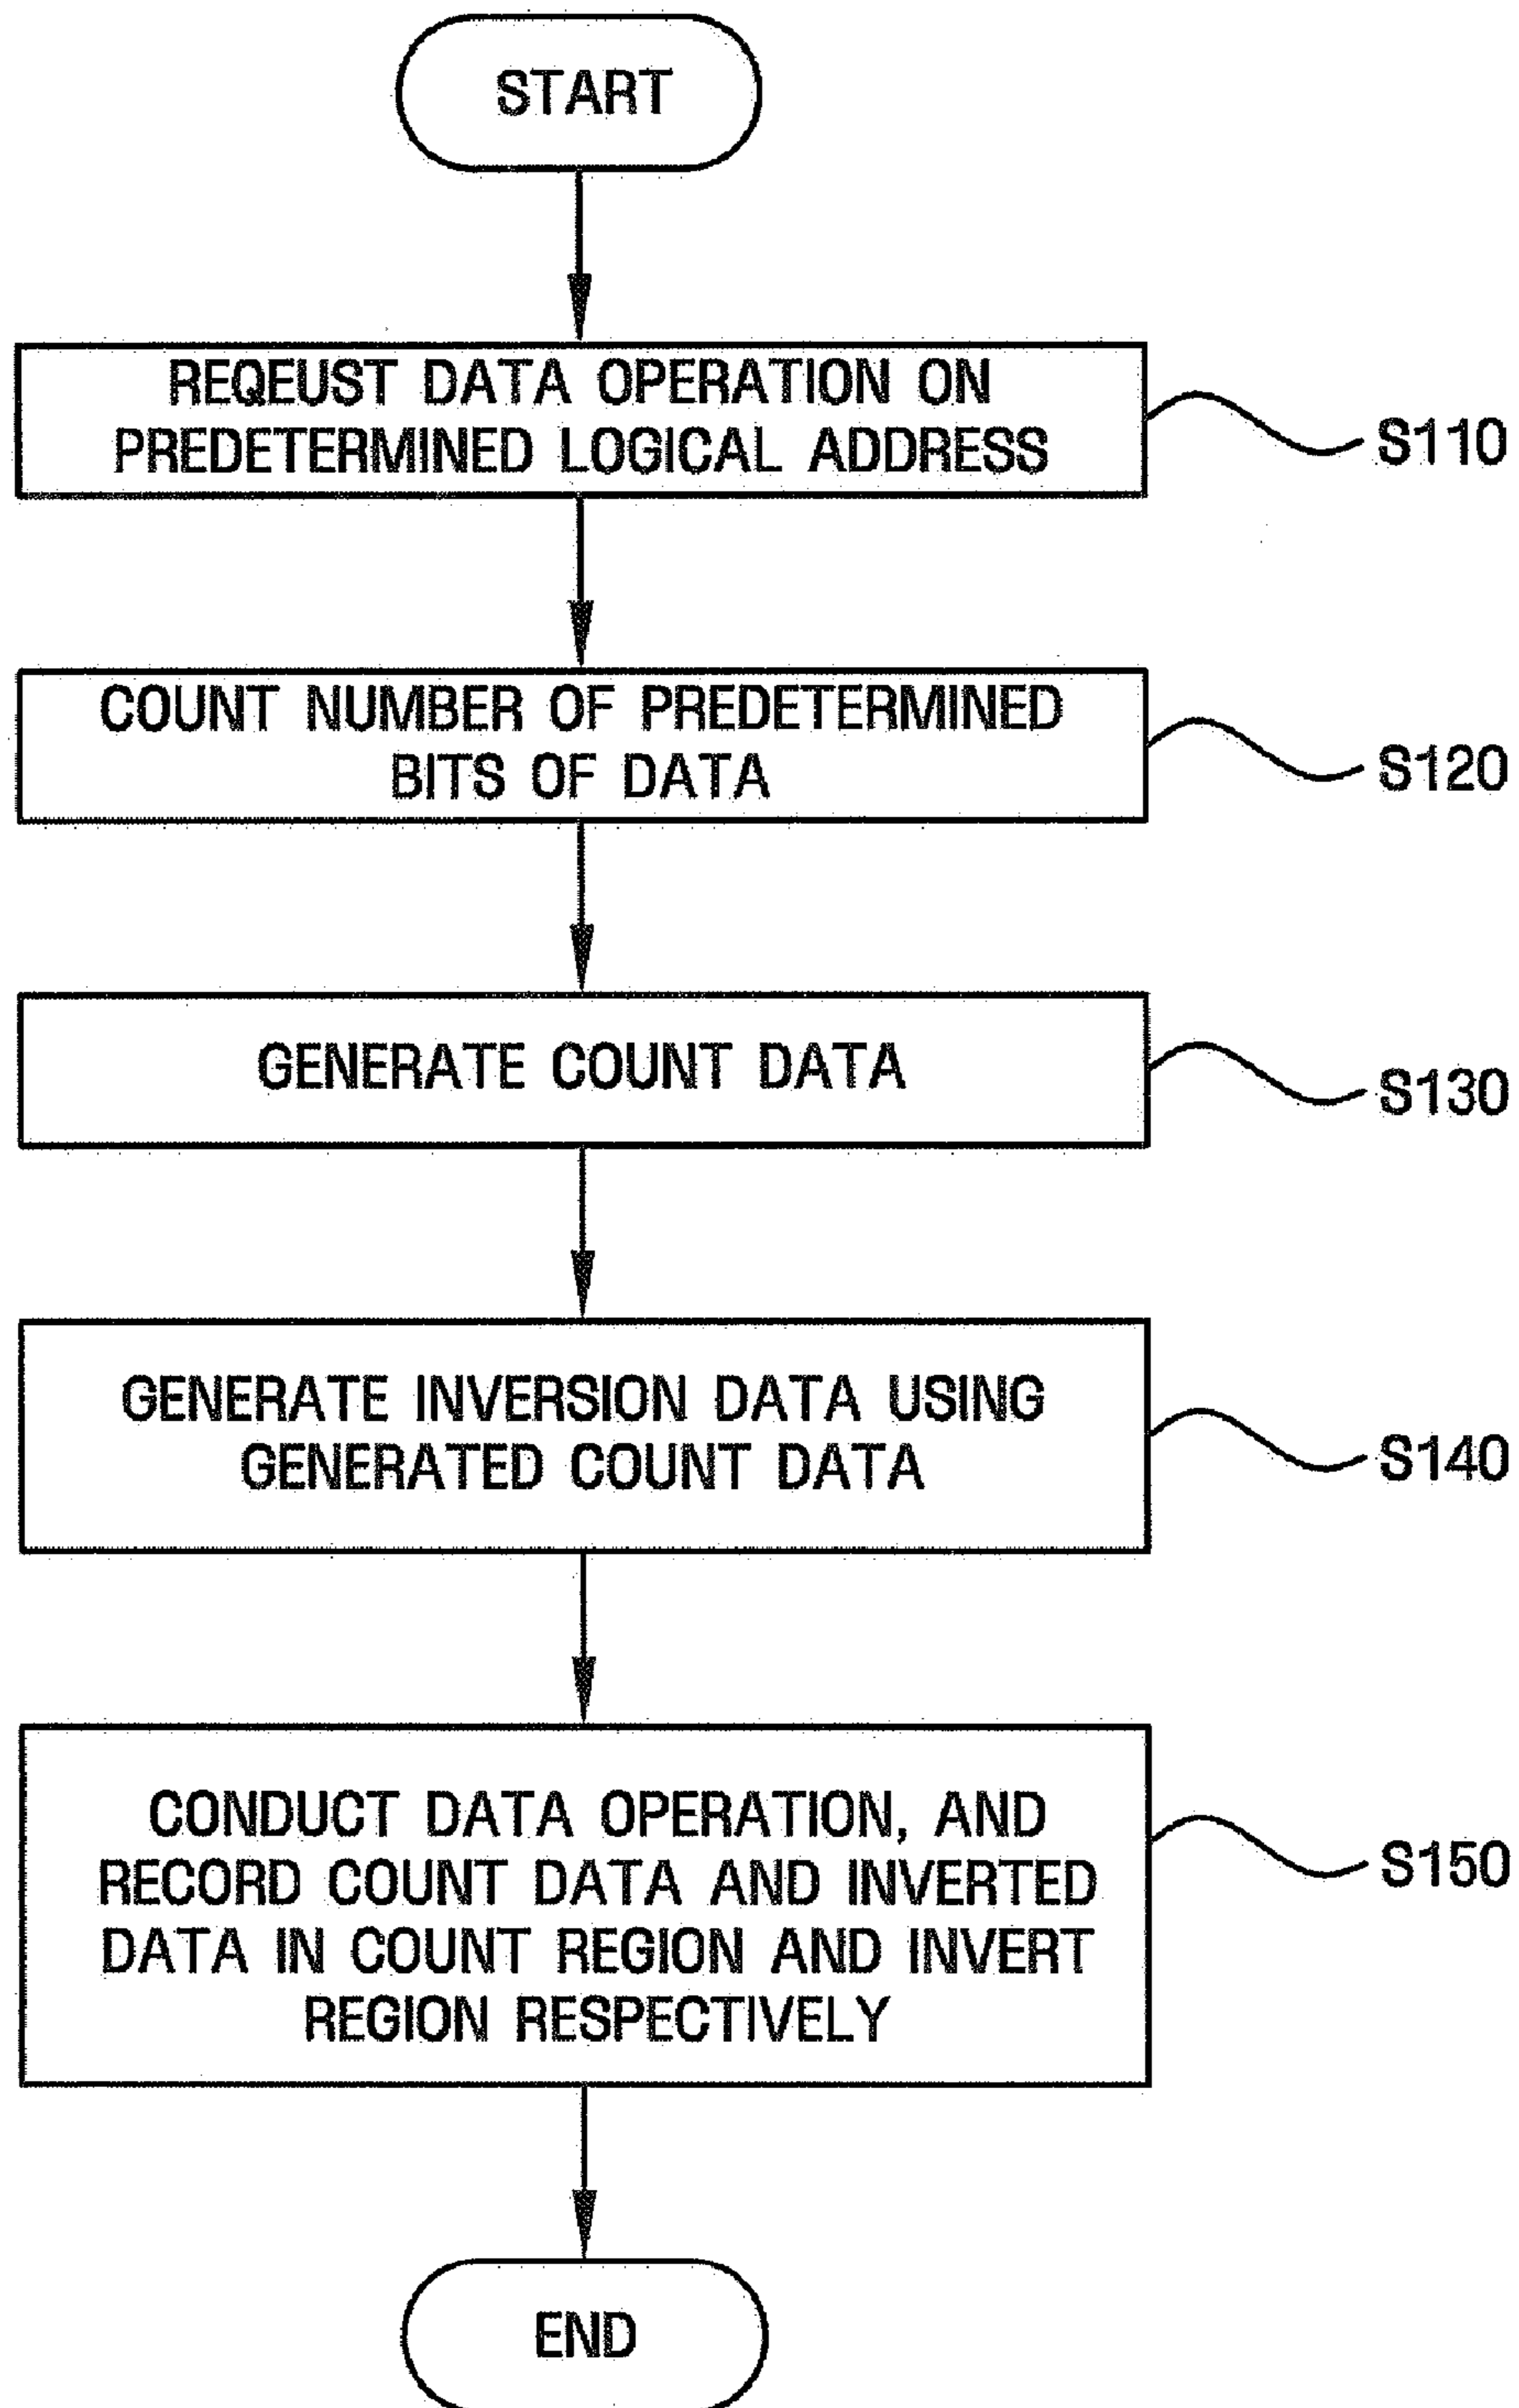 START
REQEUST DATA OPERATION ON
PREDETERMINED LOGICAL ADDRESS
S110
COUNT NUMBER OF PREDETERMINED
BITS OF DATA
S120
GENERATE COUNT DATA
S130
GENERATE INVERSION DATA USING
GENERATED COUNT DATA
S140
CONDUCT DATA OPERATION, AND
RECORD COUNT DATA AND INVERTED
DATA IN COUNT REGION AND INVERT
REGION RESPECTIVELY
S150
END